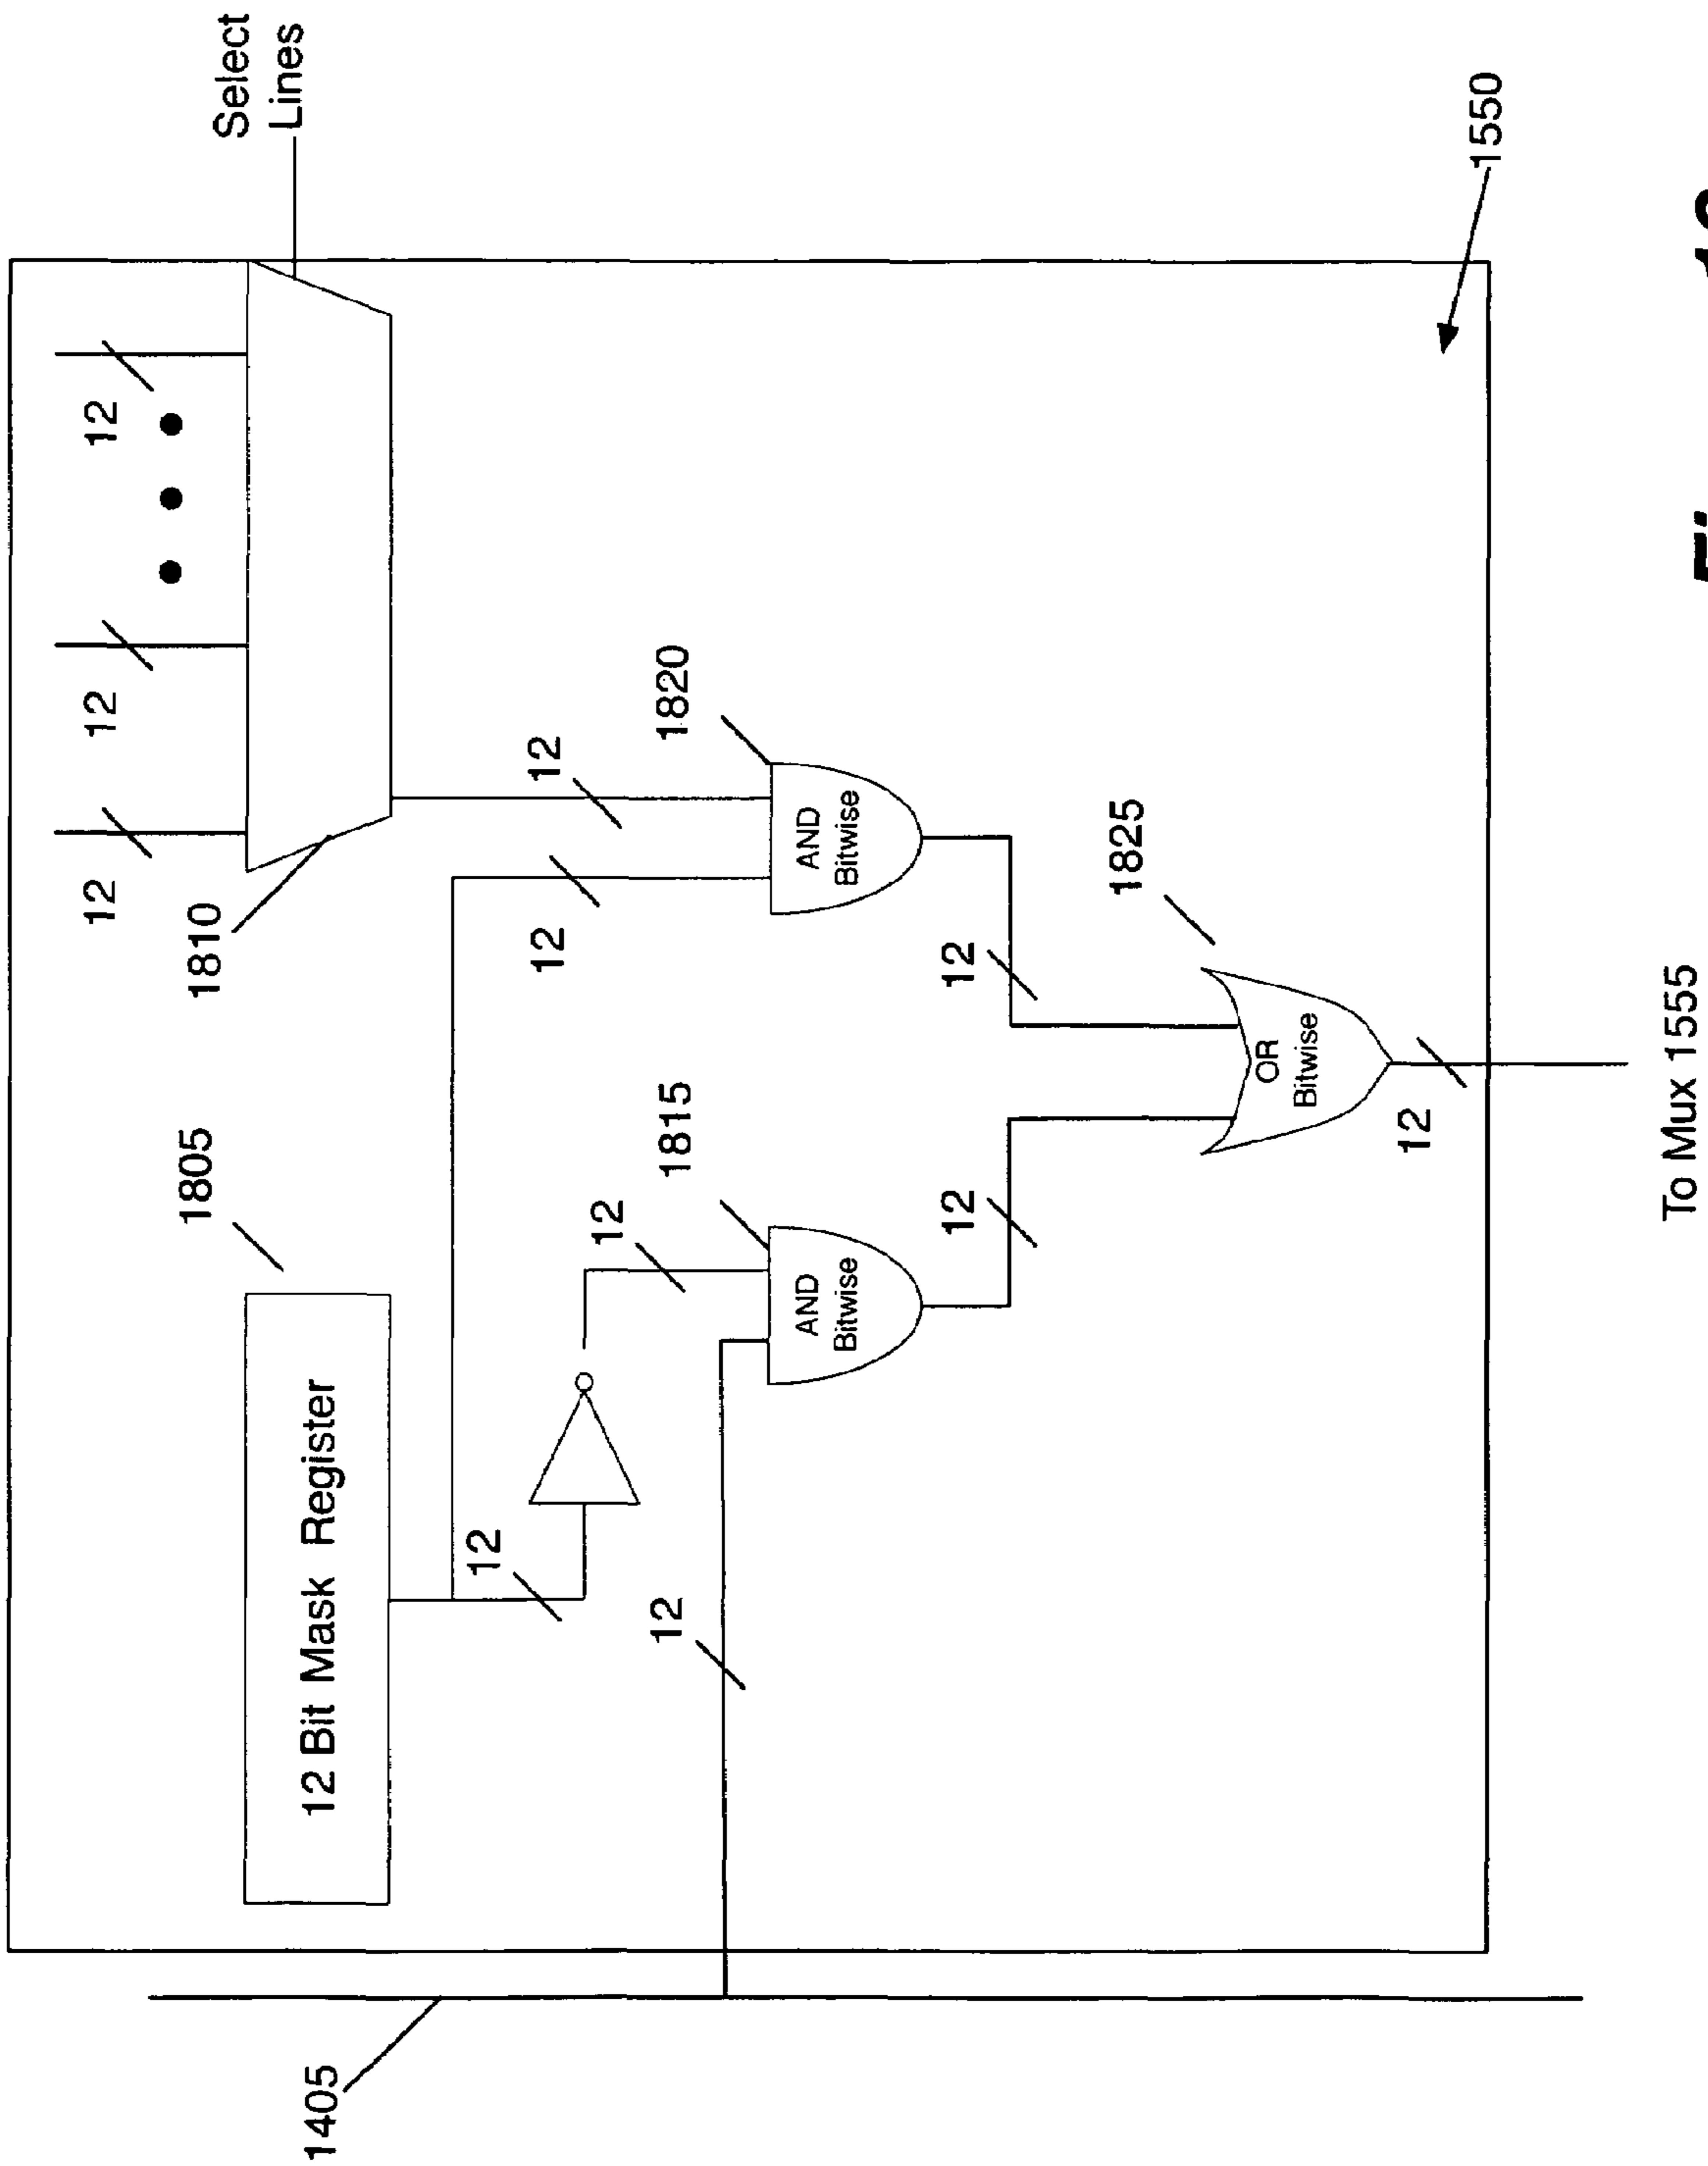 12
12
12
1805
1810
Select
Lines
1405
12 Bit Mask Register
12
12
12
12
12
1815
1820
AND
Bitwise
AND
Bitwise
12
12
1825
OR
Bitwise
12
1550
To Mux 1555